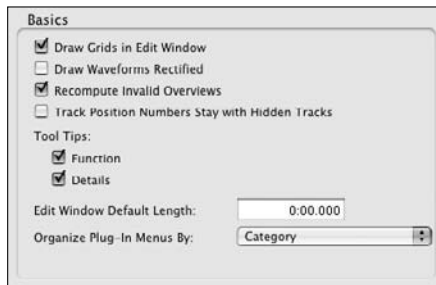 Basics
Draw Grids in Edit Window
Draw Waveforms Rectified
Recompute Invalid Overviews
Track Position Numbers Stay with Hidden Tracks
Tool Tips:
Function
Details
Edit Window Default Length: 0:00.000
Organize Plug-In Menus By: Category